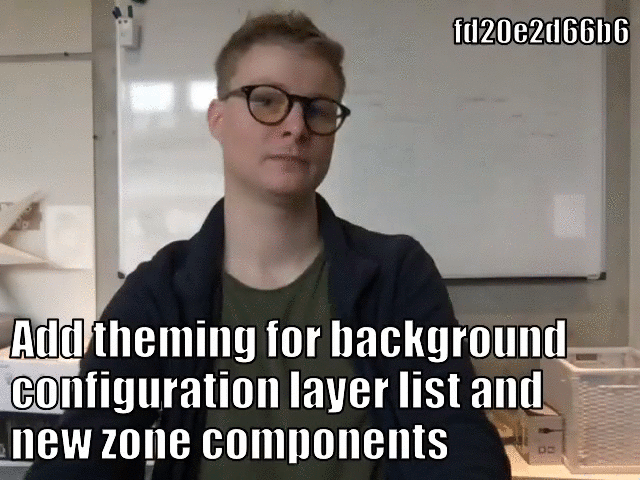 fd20e2d66b6
Add theming for background
configuration layer list and
new zone components